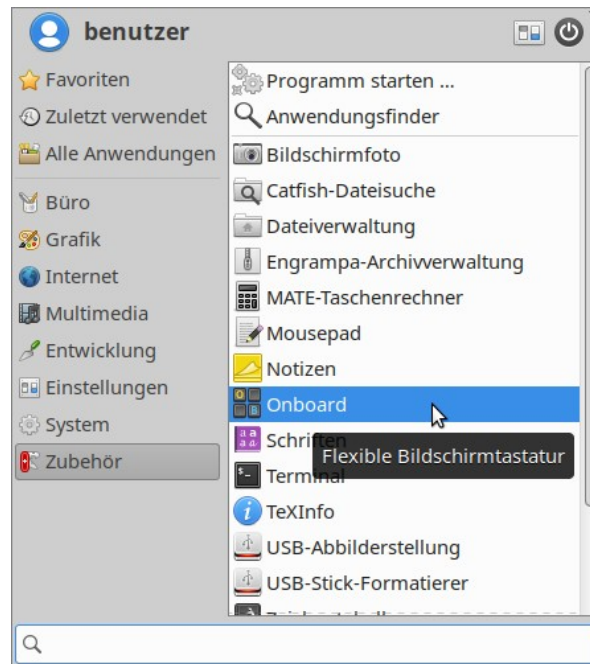 benutzer
Favoriten
Zuletzt verwendet
Alle Anwendungen
Büro
Grafik
Internet
Multimedia
Entwicklung
Einstellungen
System
Zubehör
Programm starten ...
Anwendungsfinder
Bildschirmfoto
Catfish-Dateisuche
Dateiverwaltung
Engrampa-Archivverwaltung
MATE-Taschenrechner
Mousepad
Notizen
Onboard
Schriften
Flexible Bildschirmtastatur
Terminal
TeXInfo
USB-Abbilderstellung
USB-Stick-Formatierer